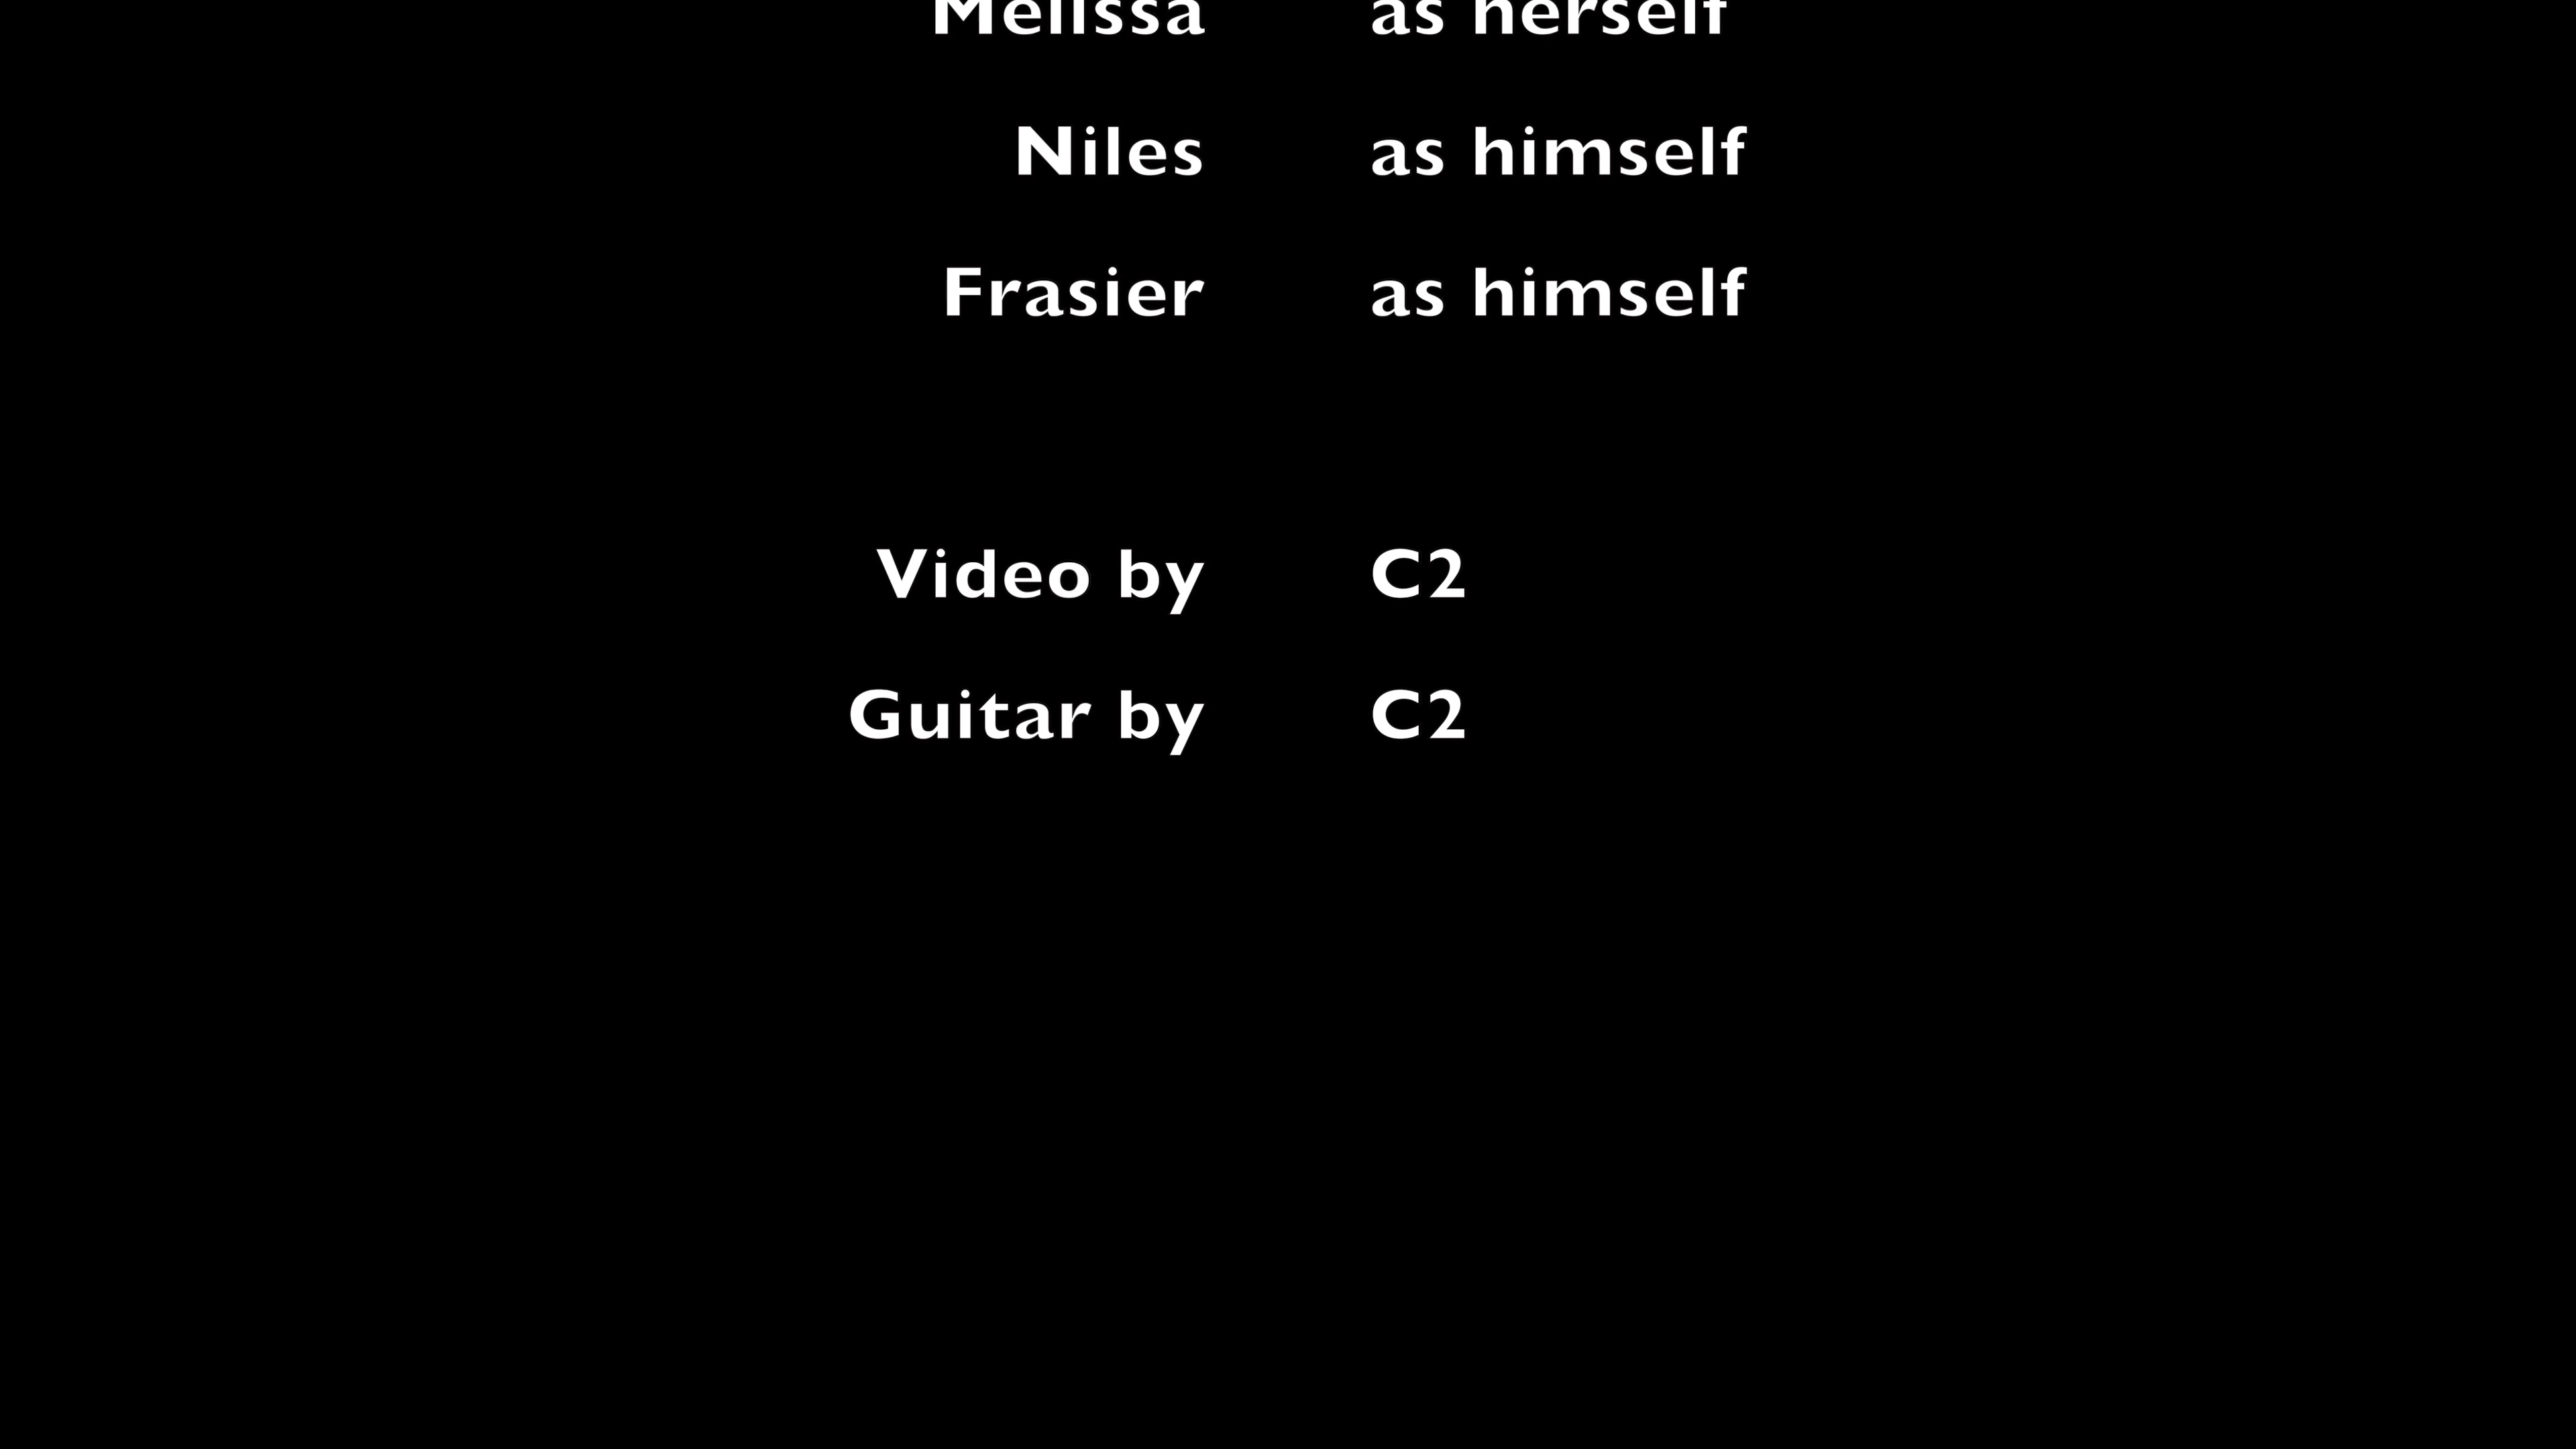 Melissa as herself
Niles as himself
Frasier as himself
Video by C2
Guitar by C2